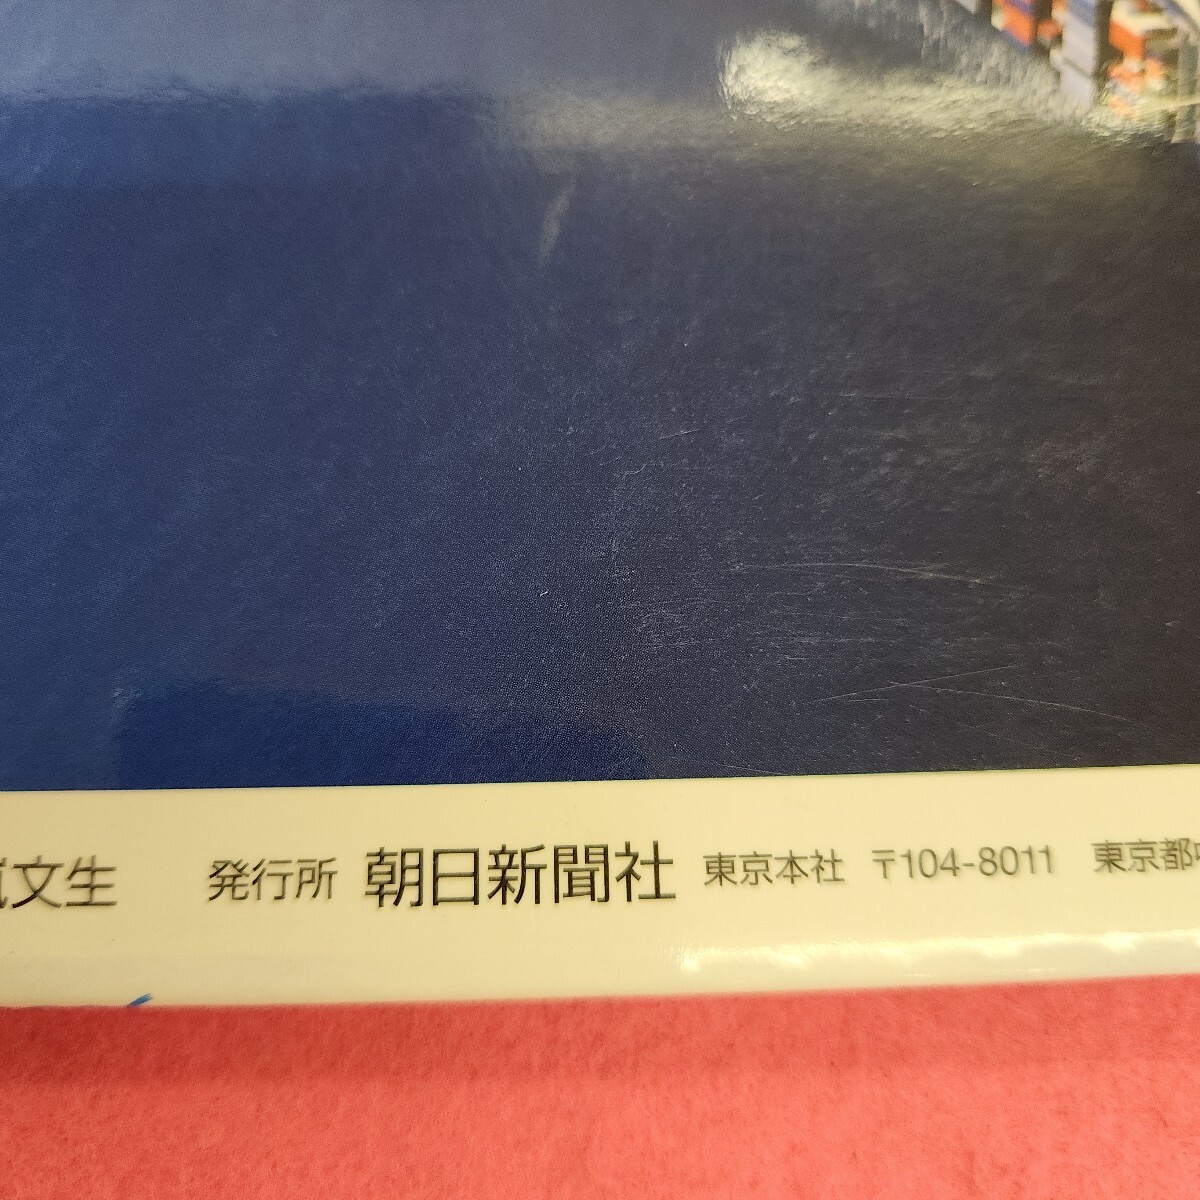 文生 発行所 朝日新聞社 東京本社 〒104-8011 東京都